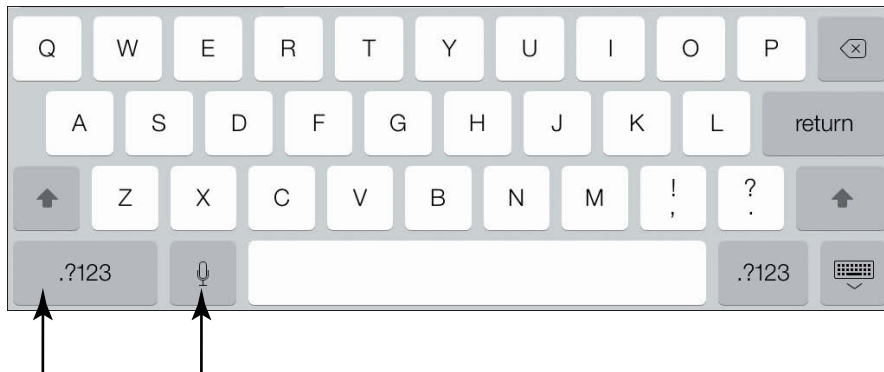 Q W E R T Y U I O P
A S D F G H J K L return
Z X C V B N M ! , ? .
.?123 .?123